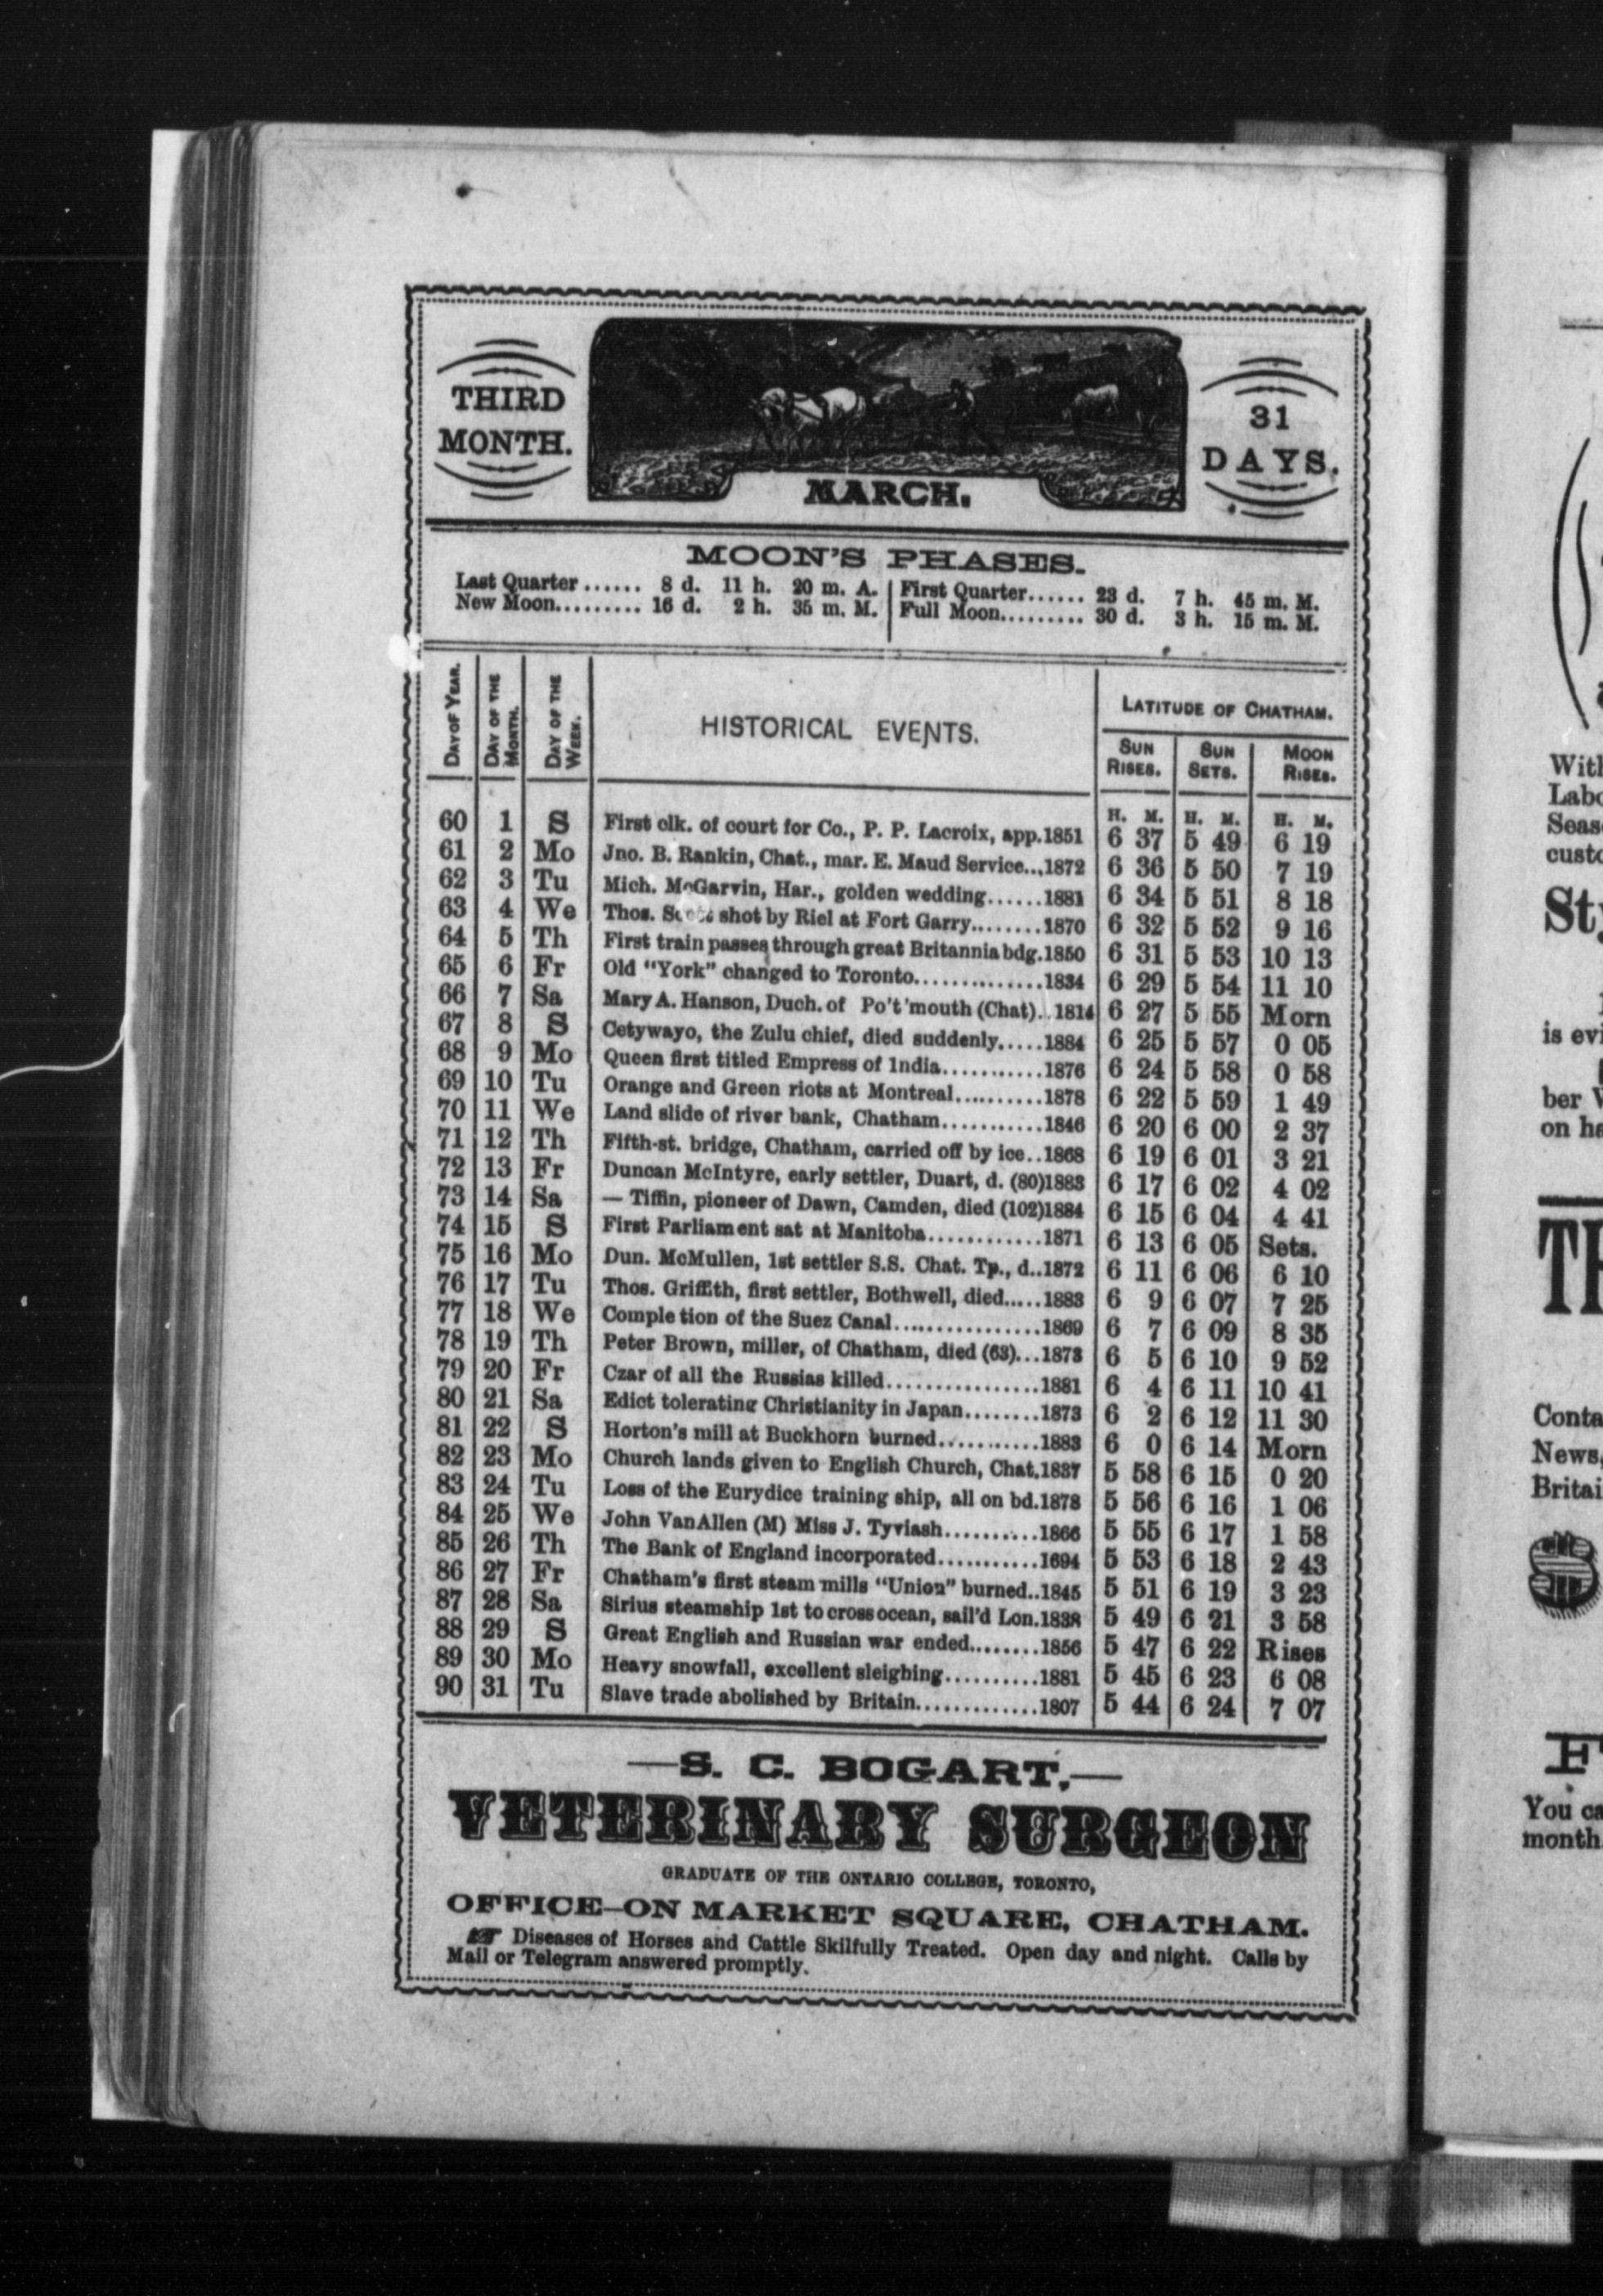 THIRD
MONTH.
MARCH.
31
DAYS.
MOON'S PHASES.
Last Quarter...... 8 d. 11 h. 20 m. A. | First Quarter...... 23 d. 7 h. 45 m. M.
New Moon......... 16 d. 2 h. 35 m. M. | Full Moon......... 30 d. 3 h. 15 m. M.
DAY OF YEAR.
DAY OF THE MONTH.
DAY OF THE WEEK.
HISTORICAL EVENTS.
LATITUDE OF CHATHAM.
SUN RISES.
SUN SETS.
MOON RISES.
H. M. H. M. H. M.
60 1 S First clk. of court for Co., P. P. Lacroix, app.1851 6 37 5 49 6 19
61 2 Mo Jno. B. Rankin, Chat., mar. E. Maud Service...1872 6 36 5 50 7 19
62 3 Tu Mich. McGarvin, Har., golden wedding......1881 6 34 5 51 8 18
63 4 We Thos. Scott shot by Riel at Fort Garry........1870 6 32 5 52 9 16
64 5 Th First train passes through great Britannia bdg.1850 6 31 5 53 10 13
65 6 Fr Old "York" changed to Toronto..............1834 6 29 5 54 11 10
66 7 Sa Mary A. Hanson, Duch. of Po't'mouth (Chat)..1814 6 27 5 55 Morn
67 8 S Cetywayo, the Zulu chief, died suddenly.....1884 6 25 5 57 0 05
68 9 Mo Queen first titled Empress of India...........1876 6 24 5 58 0 58
69 10 Tu Orange and Green riots at Montreal..........1878 6 22 5 59 1 49
70 11 We Land slide of river bank, Chatham...........1846 6 20 6 00 2 37
71 12 Th Fifth-st. bridge, Chatham, carried off by ice..1868 6 19 6 01 3 21
72 13 Fr Duncan McIntyre, early settler, Duart, d. (80)1883 6 17 6 02 4 02
73 14 Sa — Tiffin, pioneer of Dawn, Camden, died (102)1884 6 15 6 04 4 41
74 15 S First Parliament sat at Manitoba............1871 6 13 6 05 Sets.
75 16 Mo Dun. McMullen, 1st settler S.S. Chat. Tp., d..1872 6 11 6 06 6 10
76 17 Tu Thos. Griffith, first settler, Bothwell, died.....1883 6 9 6 07 7 25
77 18 We Completion of the Suez Canal................1869 6 7 6 09 8 35
78 19 Th Peter Brown, miller, of Chatham, died (63)...1873 6 5 6 10 9 52
79 20 Fr Czar of all the Russias killed.................1881 6 4 6 11 10 41
80 21 Sa Edict tolerating Christianity in Japan........1873 6 2 6 12 11 30
81 22 S Horton's mill at Buckhorn burned...........1883 6 0 6 14 Morn
82 23 Mo Church lands given to English Church, Chat.1837 5 58 6 15 0 20
83 24 Tu Loss of the Eurydice training ship, all on bd.1878 5 56 6 16 1 06
84 25 We John VanAllen (M) Miss J. Tyviash...........1866 5 55 6 17 1 58
85 26 Th The Bank of England incorporated...........1694 5 53 6 18 2 43
86 27 Fr Chatham's first steam mills "Union" burned..1845 5 51 6 19 3 23
87 28 Sa Sirius steamship 1st to cross ocean, sail'd Lon.1838 5 49 6 21 3 58
88 29 S Great English and Russian war ended........1856 5 47 6 22 Rises
89 30 Mo Heavy snowfall, excellent sleighing..........1881 5 45 6 23 6 08
90 31 Tu Slave trade abolished by Britain.............1807 5 44 6 24 7 07
—S. C. BOGART,—
VETERINARY SURGEON
GRADUATE OF THE ONTARIO COLLEGE, TORONTO,
OFFICE—ON MARKET SQUARE, CHATHAM.
☞ Diseases of Horses and Cattle Skilfully Treated. Open day and night. Calls by
Mail or Telegram answered promptly.
is
on
Conta
News,
Britai
You
month